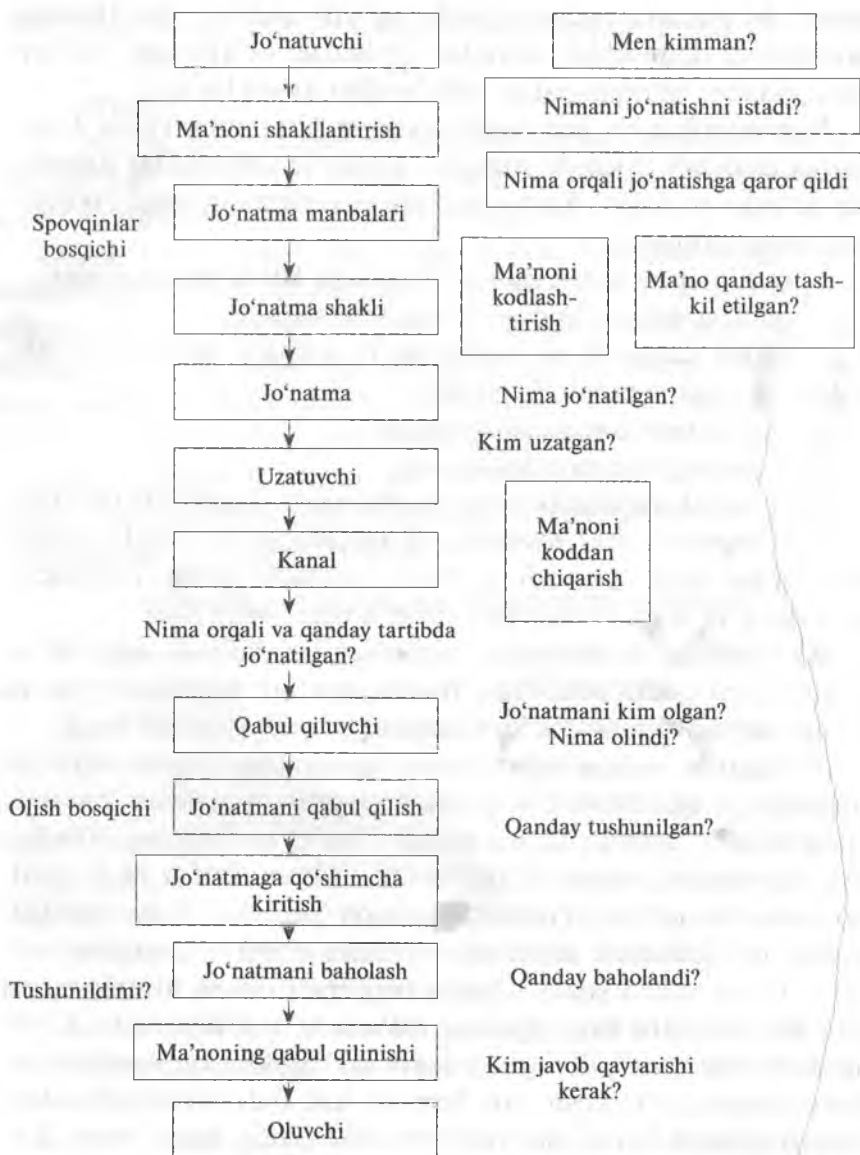 Jo‘natuvchi
Men kimman?
Nimani jo‘natishni istadi?
Ma’noni shakllantirish
Nima orqali jo‘natishga qaror qildi
Jo‘natma manbalari
Spovqinlar
bosqichi
Ma’noni
kodlash-
tirish
Ma’no qanday tash-
kil etilgan?
Jo‘natma shakli
Jo‘natma
Nima jo‘natilgan?
Kim uzatgan?
Uzatuvchi
Ma’noni
koddan
chiqarish
Kanal
Nima orqali va qanday tartibda
jo‘natilgan?
Qabul qiluvchi
Jo‘natmani kim olgan?
Nima olindi?
Olish bosqichi
Jo‘natmani qabul qilish
Qanday tushunilgan?
Jo‘natmaga qo‘shimcha
kiritish
Jo‘natmani baholash
Qanday baholandi?
Tushunildimi?
Ma’noning qabul qilinishi
Kim javob qaytarishi
kerak?
Oluvchi